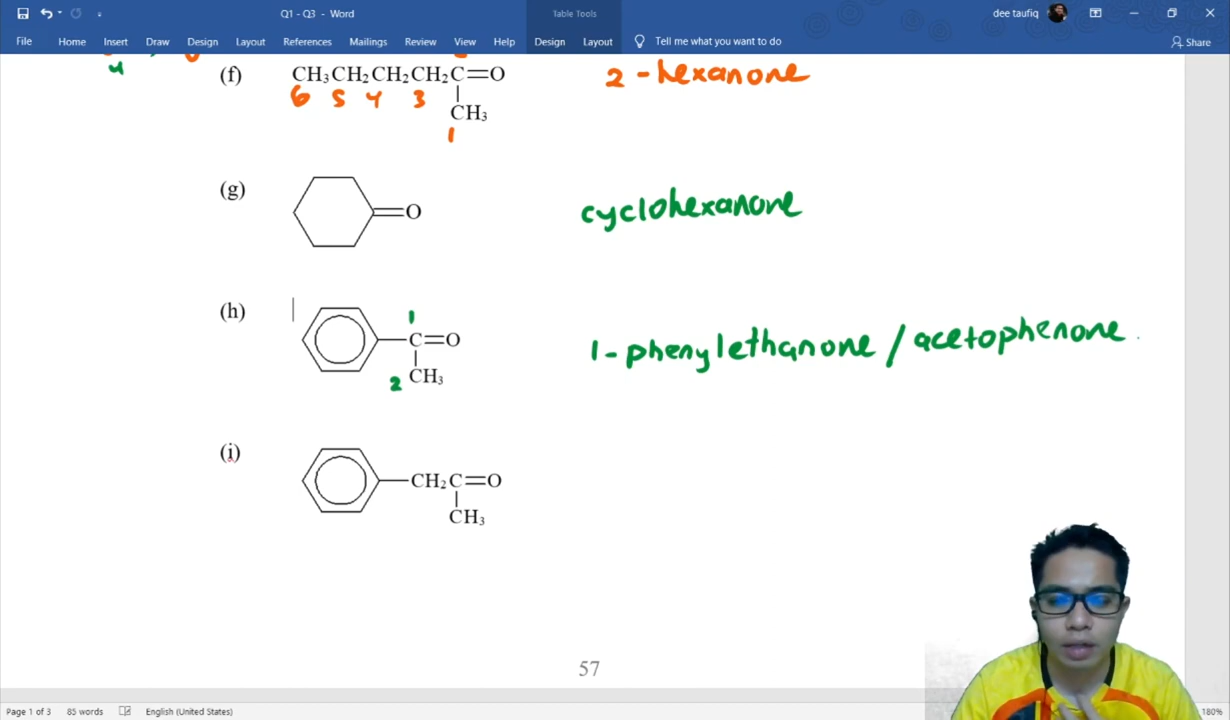 Q1 - Q3 - Word
Table Tools
dee taufiq
File Home Insert Draw Design Layout References Mailings Review View Help Design Layout Tell me what you want to do Share
4
(f) CH₃CH₂CH₂CH₂C=O 2-hexanone
6 5 4 3
CH₃
1
(g) =O cyclohexanone
(h) 1
C=O 1-phenylethanone / acetophenone
2 CH₃
(i) CH₂C=O
CH₃
57
Page 1 of 3 85 words English (United States) 180%